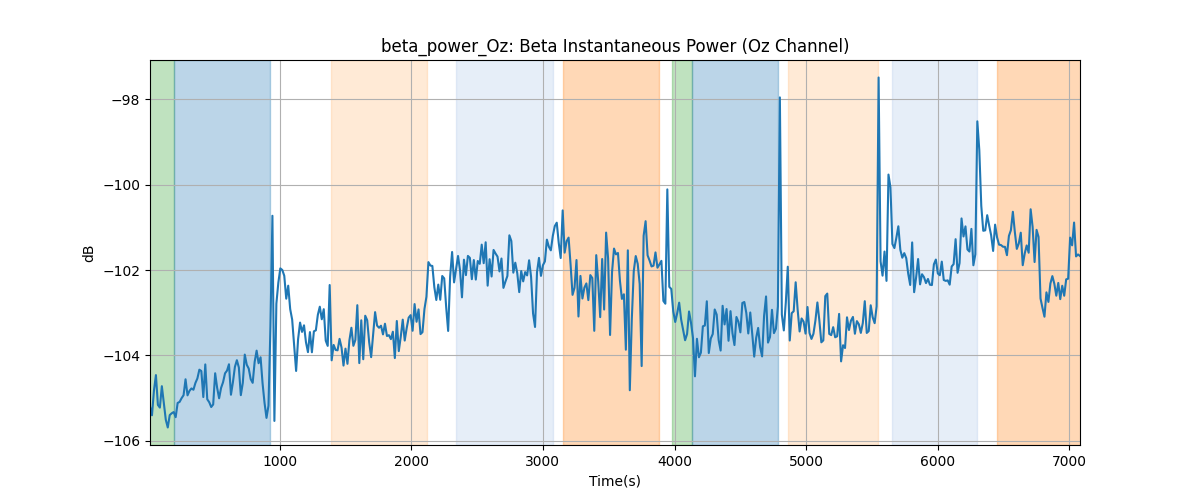 beta_power_Oz: Beta Instantaneous Power (Oz Channel)
−98
−100
−102
−104
−106
dB
1000 2000 3000 4000 5000 6000 7000
Time(s)